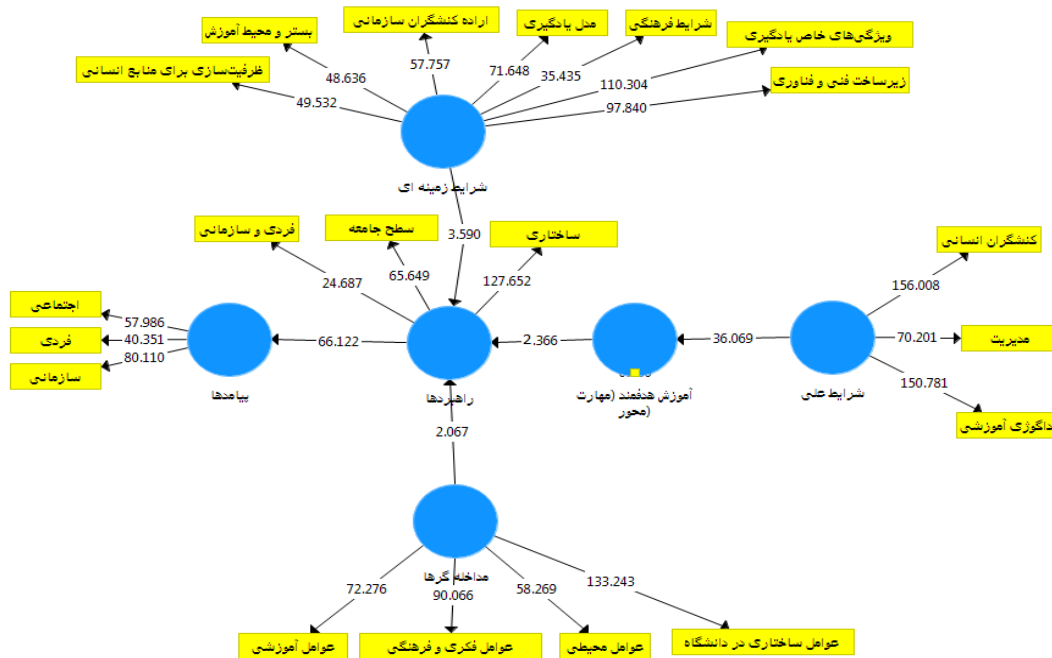 اراده کنشگران سازمانی
مدل یادگیری
شرایط فرهنگی
بستر و محیط آموزش
ویژگی‌های خاص یادگیری
ظرفیت‌سازی برای منابع انسانی
زیرساخت فنی و فناوری
57.757
71.648
35.435
48.636
110.304
49.532
97.840
شرایط زمینه ای
فردی و سازمانی
سطح جامعه
ساختاری
کنشگران انسانی
3.590
24.687
65.649
127.652
156.008
اجتماعی
57.986
فردی
40.351
66.122
2.366
36.069
70.201
مدیریت
سازمانی
80.110
150.781
پیامدها
راهبردها
آموزش هدفمند (مهارت
محور)
شرایط علی
داگوژی آموزشی
2.067
مداخله گرها
72.276
90.066
58.269
133.243
عوامل آموزشی
عوامل فکری و فرهنگی
عوامل محیطی
عوامل ساختاری در دانشگاه